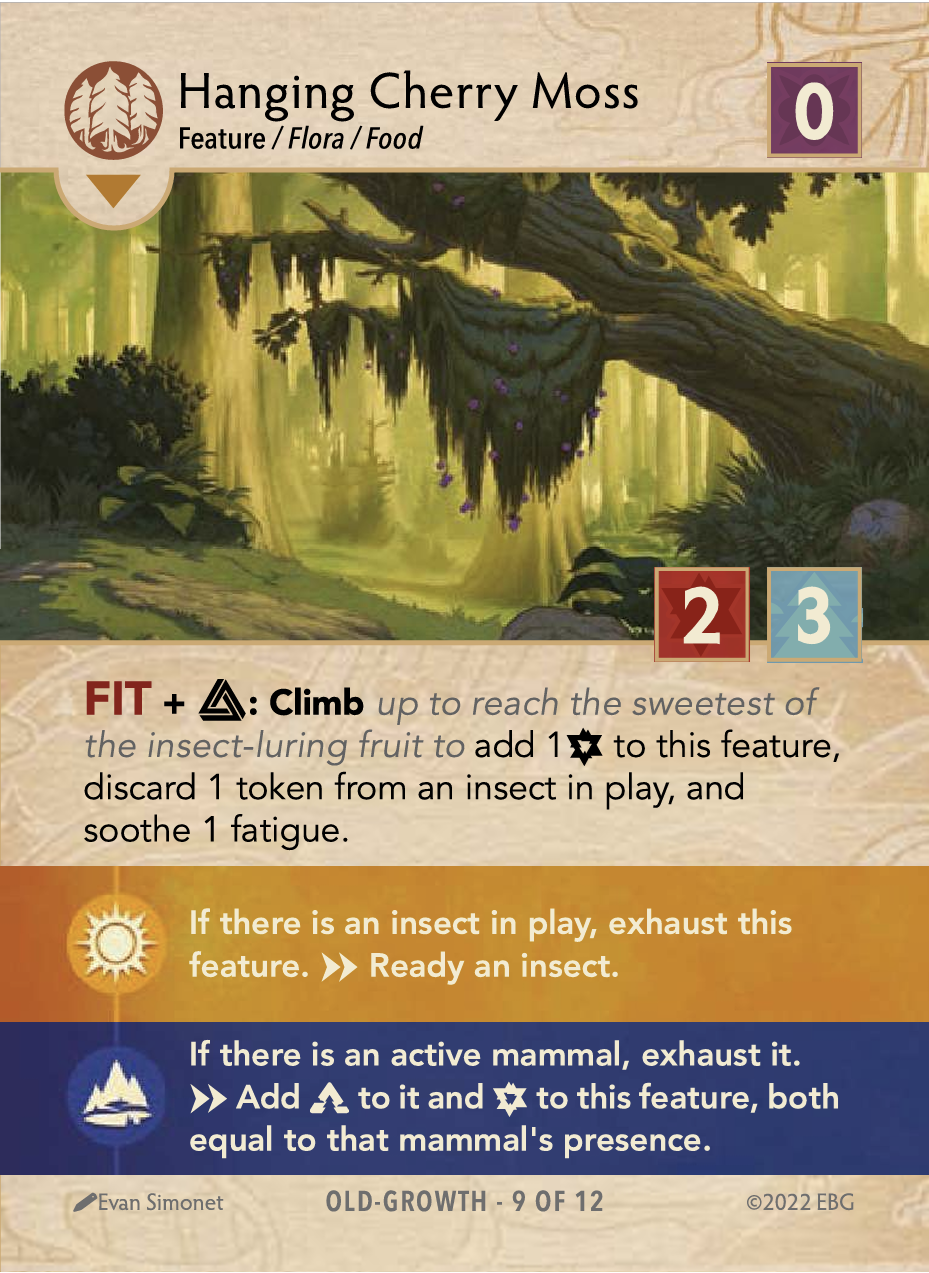 Hanging Cherry Moss
Feature / Flora / Food
0
2 3
FIT + : Climb up to reach the sweetest of
the insect-luring fruit to add 1 to this feature,
discard 1 token from an insect in play, and
soothe 1 fatigue.
If there is an insect in play, exhaust this
feature. Ready an insect.
If there is an active mammal, exhaust it.
Add to it and to this feature, both
equal to that mammal's presence.
Evan Simonet OLD-GROWTH - 9 OF 12 ©2022 EBG